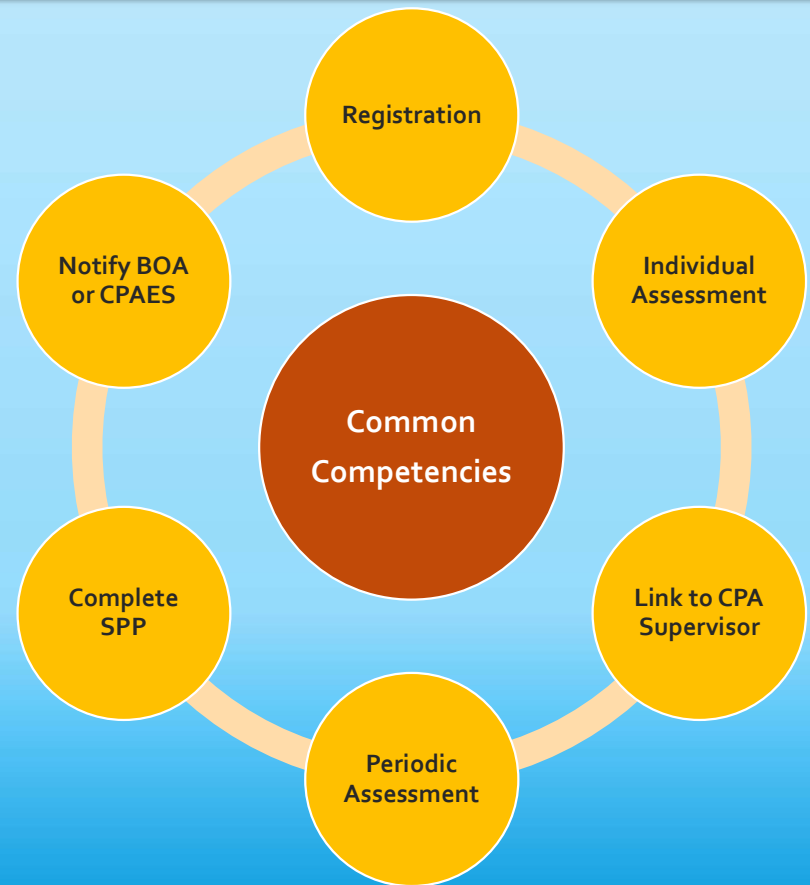 Registration
Individual
Assessment
Link to CPA
Supervisor
Periodic
Assessment
Complete
SPP
Notify BOA
or CPAES
Common
Competencies